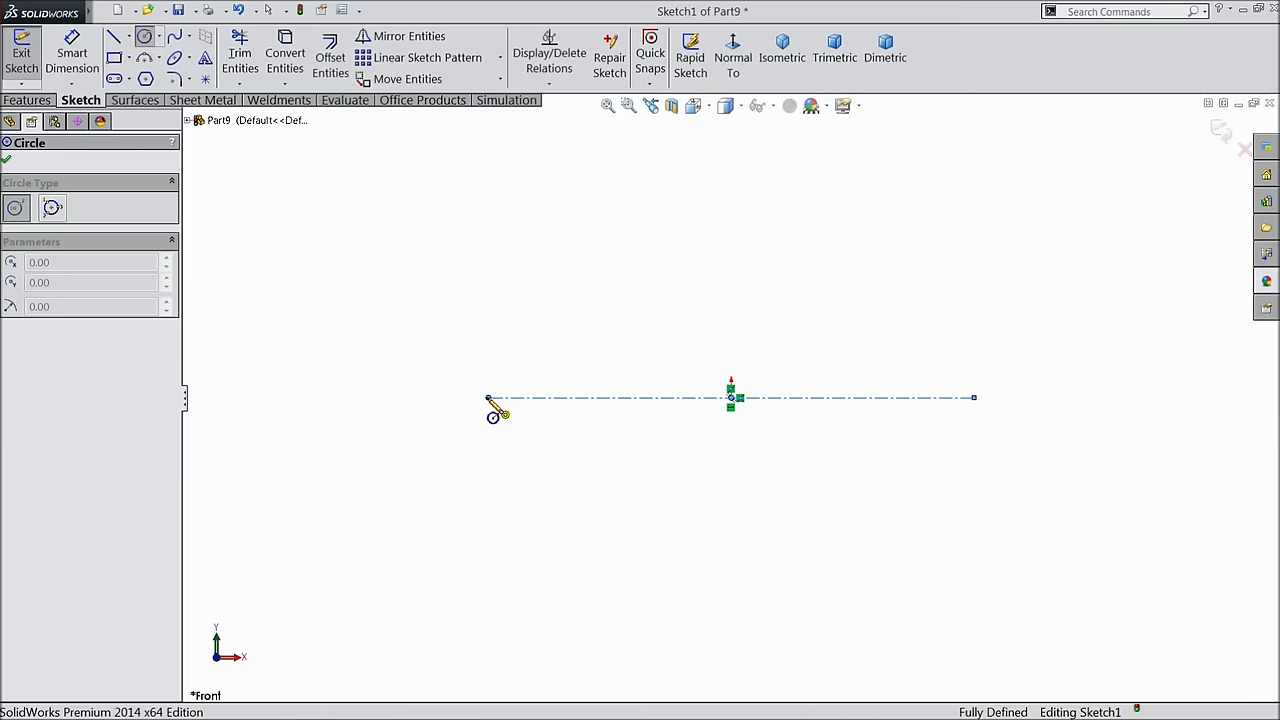 SOLIDWORKS
Sketch1 of Part9 *
Search Commands
Exit Sketch
Smart Dimension
Trim Entities
Convert Entities
Offset Entities
Mirror Entities
Linear Sketch Pattern
Move Entities
Display/Delete Relations
Repair Sketch
Quick Snaps
Rapid Sketch
Normal To
Isometric
Trimetric
Dimetric
Features
Sketch
Surfaces
Sheet Metal
Weldments
Evaluate
Office Products
Simulation
Part9 (Default<<Def...
Circle
?
Circle Type
Parameters
0.00
0.00
0.00
Y
X
*Front
SolidWorks Premium 2014 x64 Edition
Fully Defined
Editing Sketch1